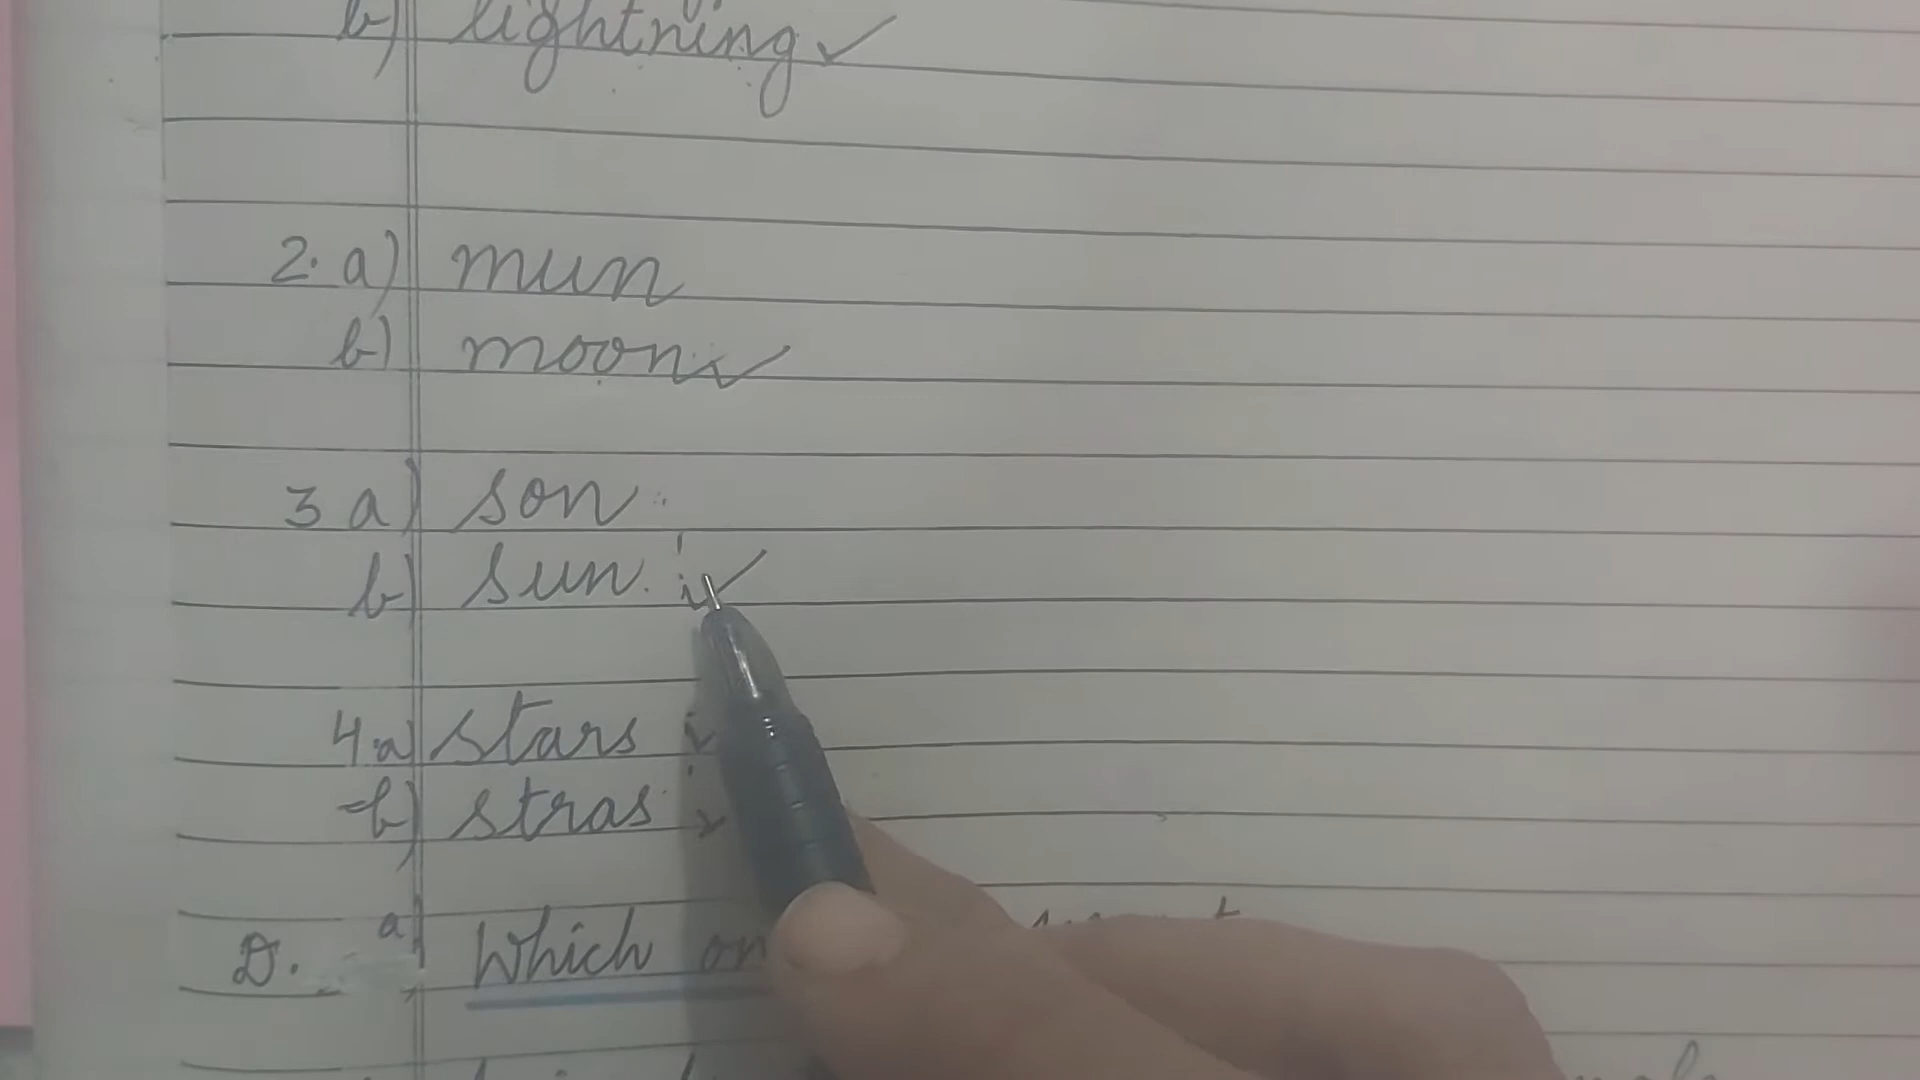 b) lightning ✓
2. a) mun
b) moon ✓
3 a) son
b) sun ✓
4.a) stars
b) stras
D. a) Which